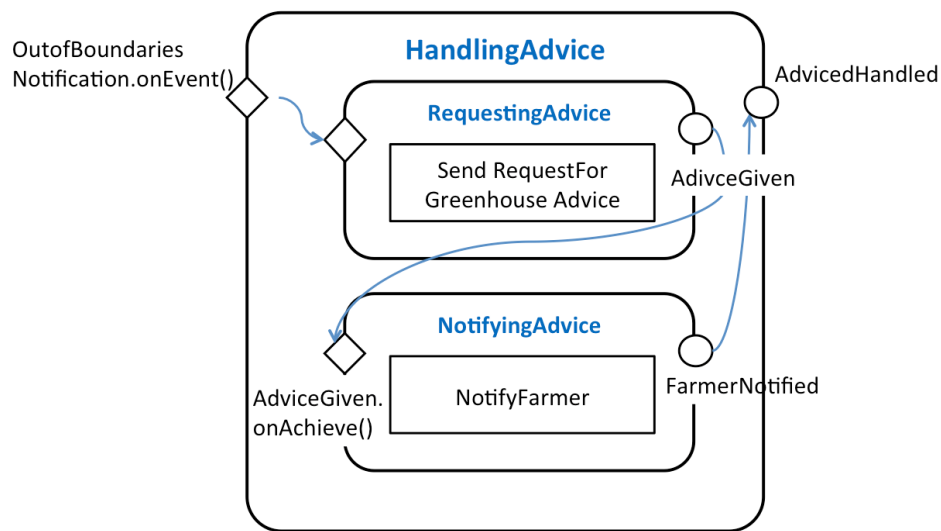 HandlingAdvice
OutofBoundaries
Notification.onEvent()
AdvicedHandled
RequestingAdvice
Send RequestFor
Greenhouse Advice
AdivceGiven
NotifyingAdvice
AdviceGiven.
onAchieve()
NotifyFarmer
FarmerNotified